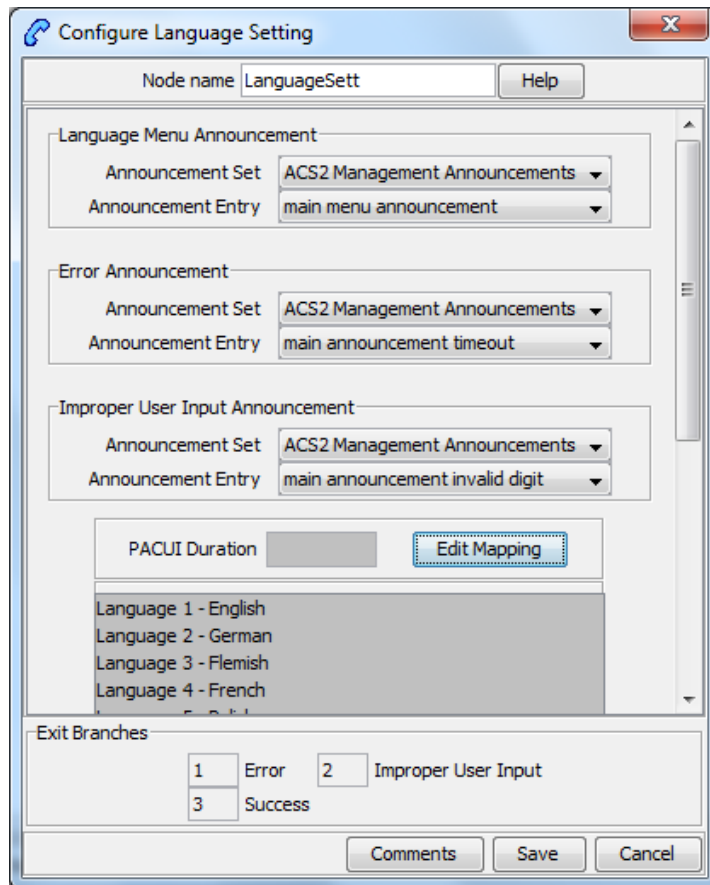 Configure Language Setting
Node name LanguageSett Help
Language Menu Announcement
Announcement Set ACS2 Management Announcements
Announcement Entry main menu announcement
Error Announcement
Announcement Set ACS2 Management Announcements
Announcement Entry main announcement timeout
Improper User Input Announcement
Announcement Set ACS2 Management Announcements
Announcement Entry main announcement invalid digit
PACUI Duration Edit Mapping
Language 1 - English
Language 2 - German
Language 3 - Flemish
Language 4 - French
Exit Branches
1 Error 2 Improper User Input
3 Success
Comments Save Cancel